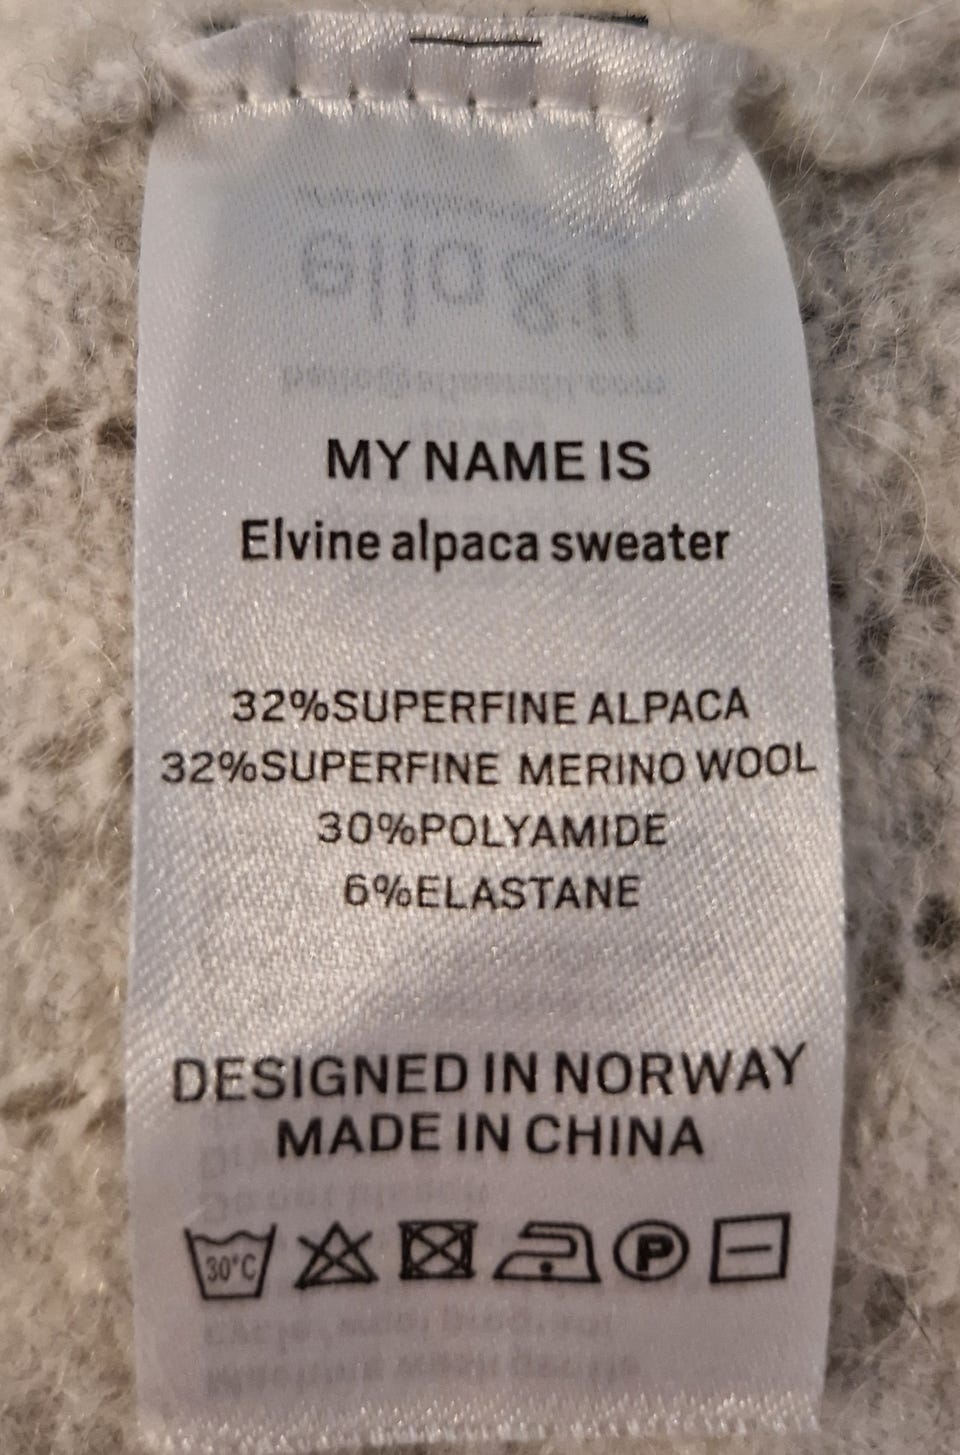 MY NAME IS
Elvine alpaca sweater
32%SUPERFINE ALPACA
32%SUPERFINE MERINO WOOL
30%POLYAMIDE
6%ELASTANE
DESIGNED IN NORWAY
MADE IN CHINA
30°C P